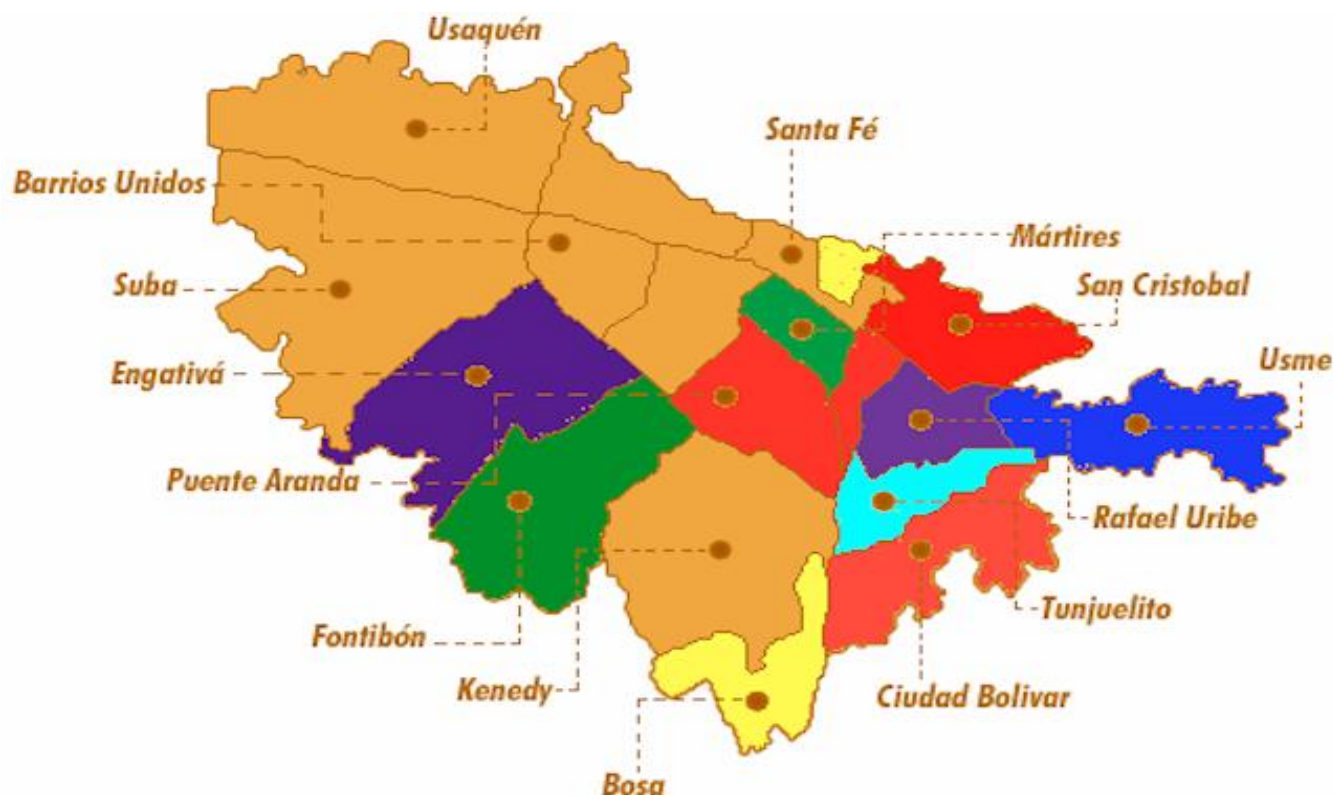 Usaquén
Santa Fé
Barrios Unidos
Mártires
Suba
San Cristobal
Engativá
Usme
Puente Aranda
Rafael Uribe
Fontibón
Tunjuelito
Kenedy
Ciudad Bolivar
Bosa